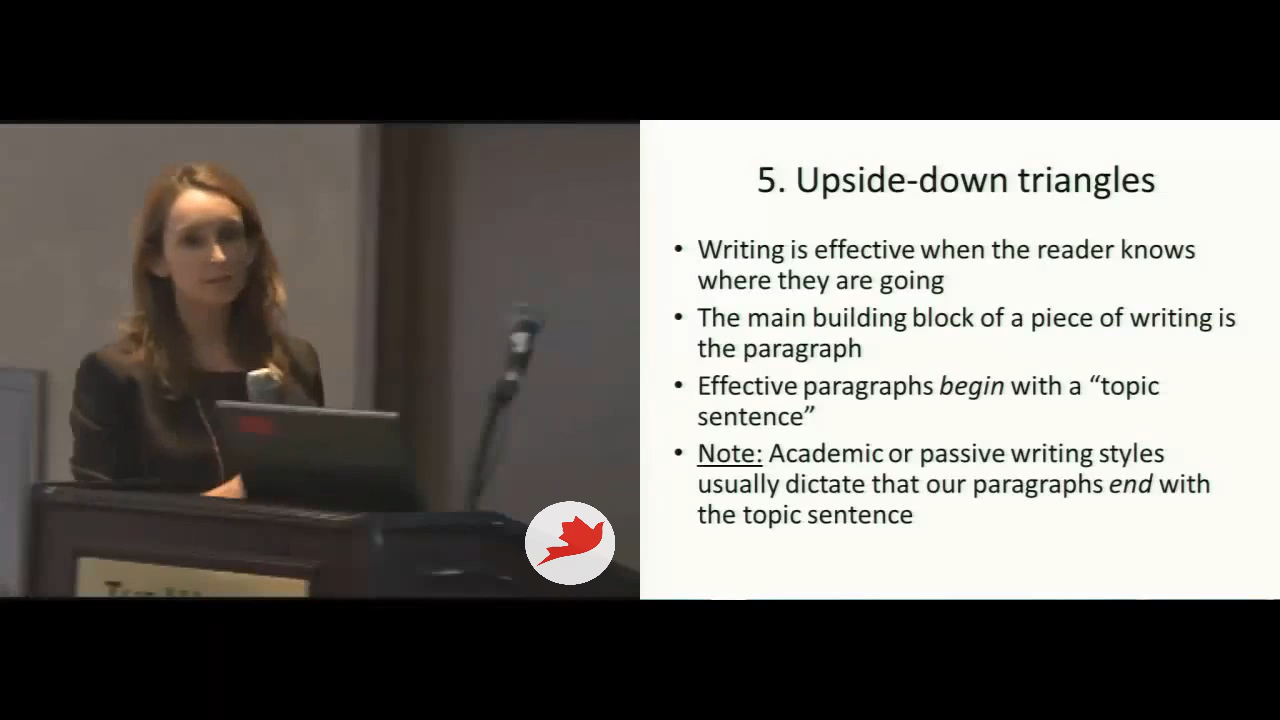 5. Upside-down triangles
• Writing is effective when the reader knows
where they are going
• The main building block of a piece of writing is
the paragraph
• Effective paragraphs begin with a “topic
sentence”
• Note: Academic or passive writing styles
usually dictate that our paragraphs end with
the topic sentence